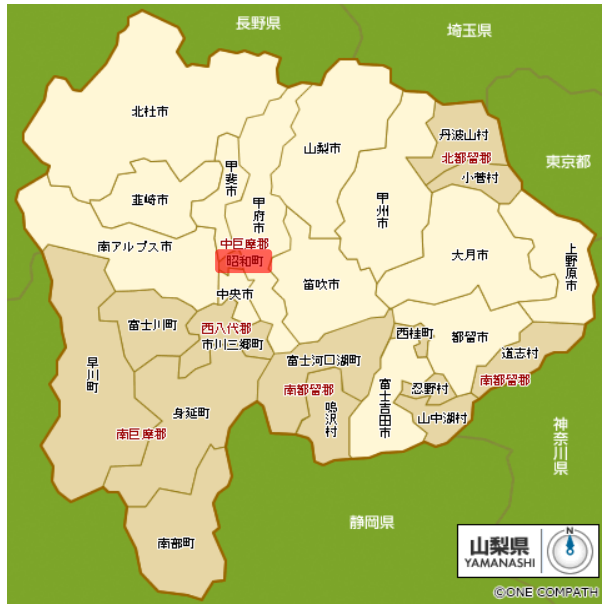 長野県
埼玉県
北杜市
丹波山村
山梨市
北都留郡
東京都
甲斐市
小菅村
韮崎市
甲府市
甲州市
南アルプス市
中巨摩郡
昭和町
大月市
上野原市
笛吹市
中央市
富士川町
西八代郡
市川三郷町
西桂町
都留市
道志村
早川町
富士河口湖町
南都留郡
富士吉田市
忍野村
南都留郡
鳴沢村
身延町
山中湖村
南巨摩郡
神奈川県
静岡県
南部町
山梨県
YAMANASHI
N
©ONE COMPATH